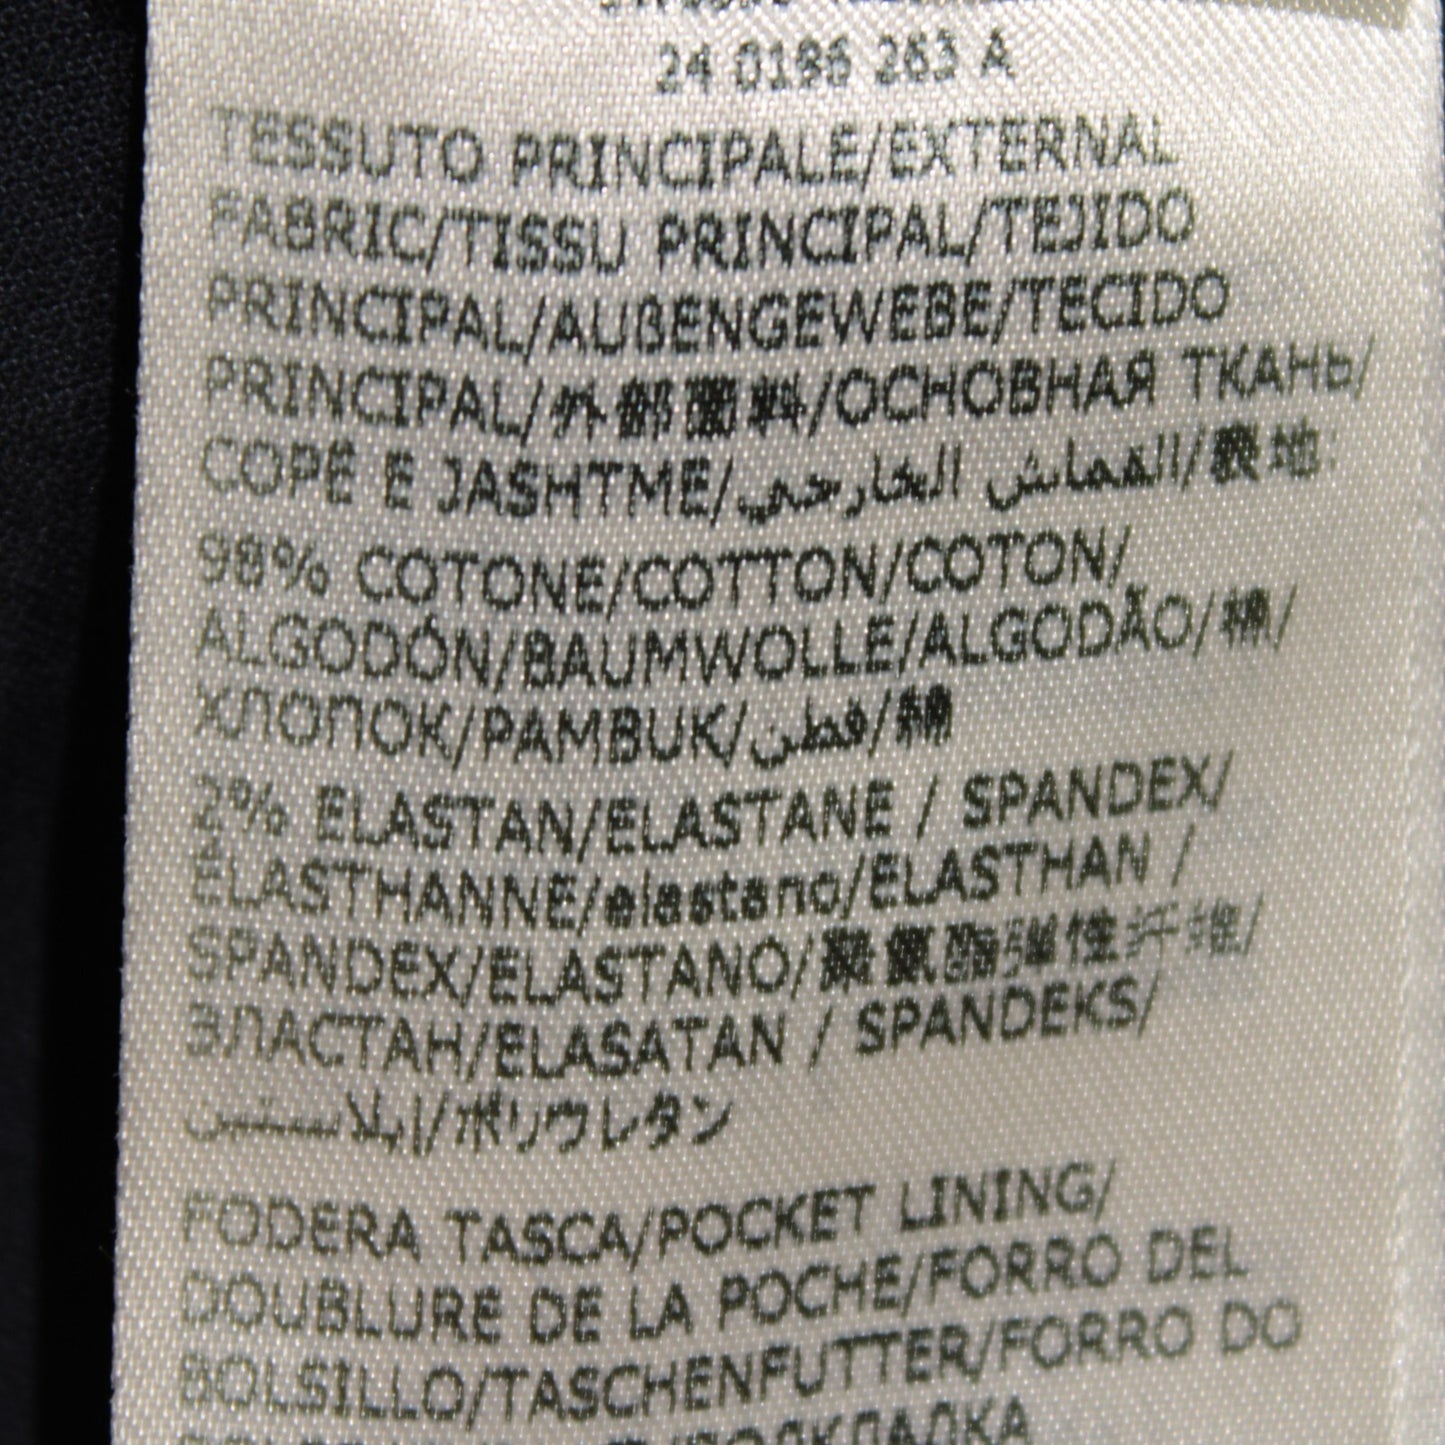 24 0186 263 A
TESSUTO PRINCIPALE/EXTERNAL
FABRIC/TISSU PRINCIPAL/TEJIDO
PRINCIPAL/AUßENGEWEBE/TECIDO
PRINCIPAL/外部面料/ОСНОВНАЯ ТКАНЬ/
COPË E JASHTME/القماش الخارجي/表地:
98% COTONE/COTTON/COTON/
ALGODÓN/BAUMWOLLE/ALGODÃO/棉/
ХЛОПОК/PAMBUK/قطن/綿
2% ELASTAN/ELASTANE / SPANDEX/
ÉLASTHANNE/elastano/ELASTHAN /
SPANDEX/ELASTANO/聚氨酯弹性纤维/
ЭЛАСТАН/ELASATAN / SPANDEKS/
إيلاستين/ポリウレタン
FODERA TASCA/POCKET LINING/
DOUBLURE DE LA POCHE/FORRO DEL
BOLSILLO/TASCHENFUTTER/FORRO DO